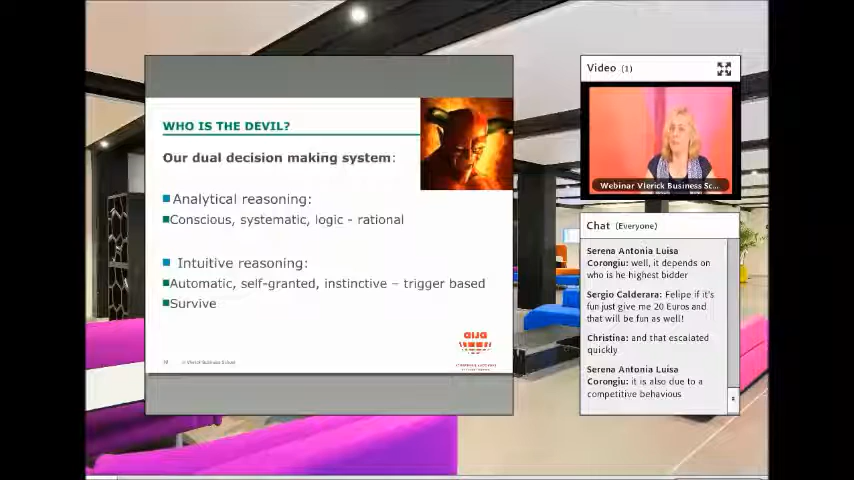 WHO IS THE DEVIL?
Our dual decision making system:
Analytical reasoning:
Conscious, systematic, logic - rational
Intuitive reasoning:
Automatic, self-granted, instinctive – trigger based
Survive
aija
© Vlerick Business School
Video (1)
Webinar Vlerick Business Sc...
Chat (Everyone)
Serena Antonia Luisa
Corongiu: well, it depends on
who is he highest bidder
Sergio Calderara: Felipe if it's
fun just give me 20 Euros and
that will be fun as well!
Christina: and that escalated
quickly
Serena Antonia Luisa
Corongiu: it is also due to a
competitive behavious